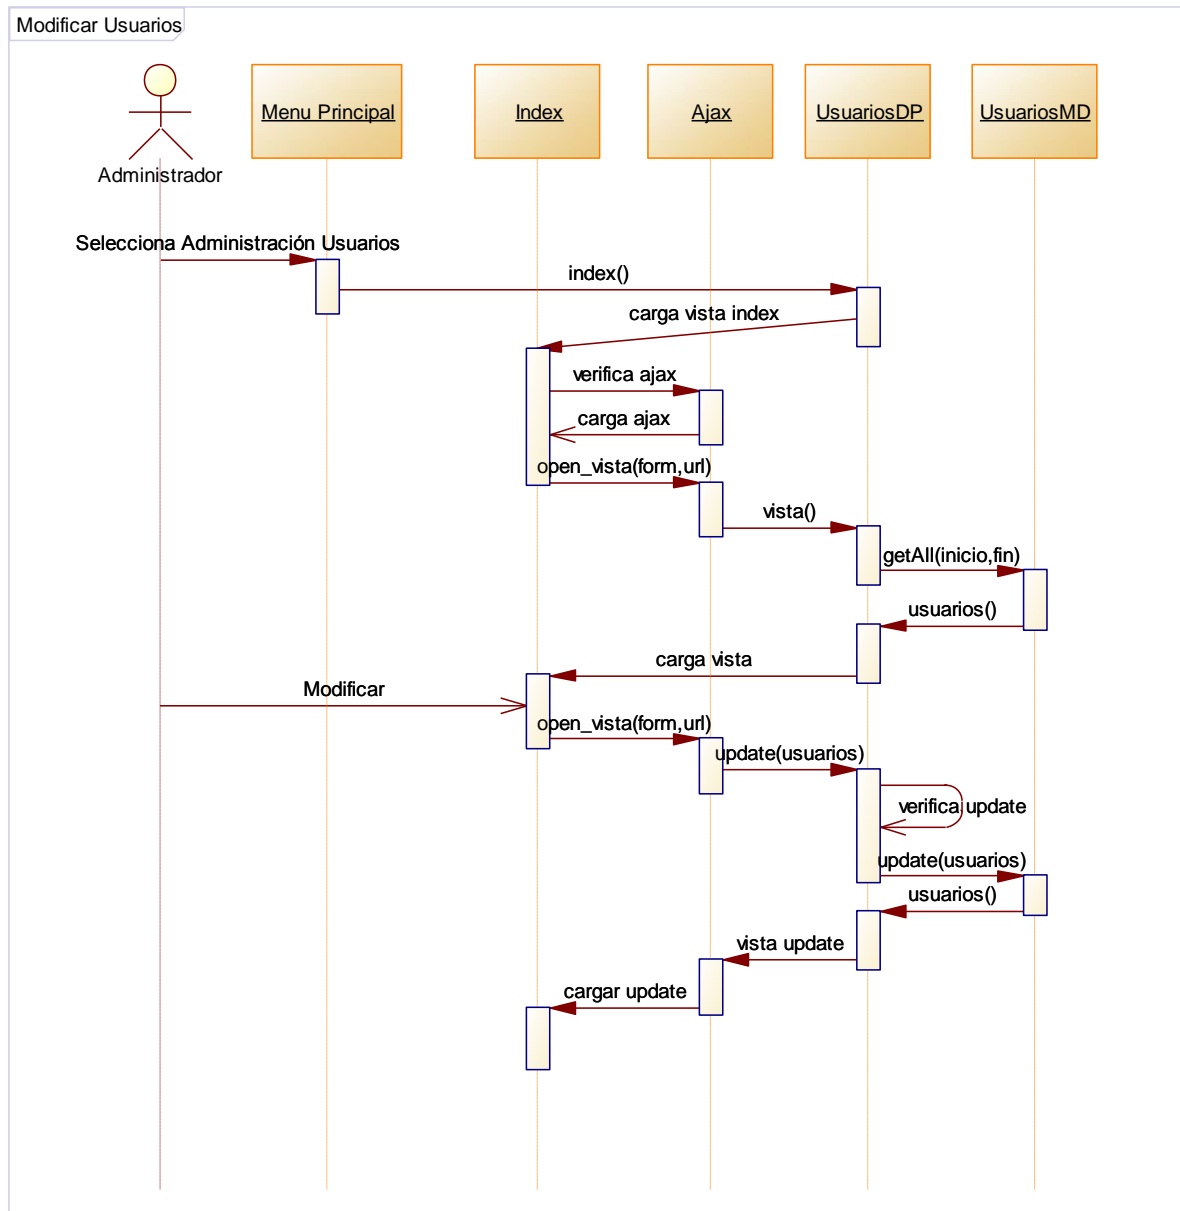 Modificar Usuarios
Menu Principal
Index
Ajax
UsuariosDP
UsuariosMD
Administrador
Selecciona Administración Usuarios
index()
carga vista index
verifica ajax
carga ajax
open_vista(form,url)
vista()
getAll(inicio,fin)
usuarios()
carga vista
Modificar
open_vista(form,url)
update(usuarios)
verifica update
update(usuarios)
usuarios()
vista update
cargar update